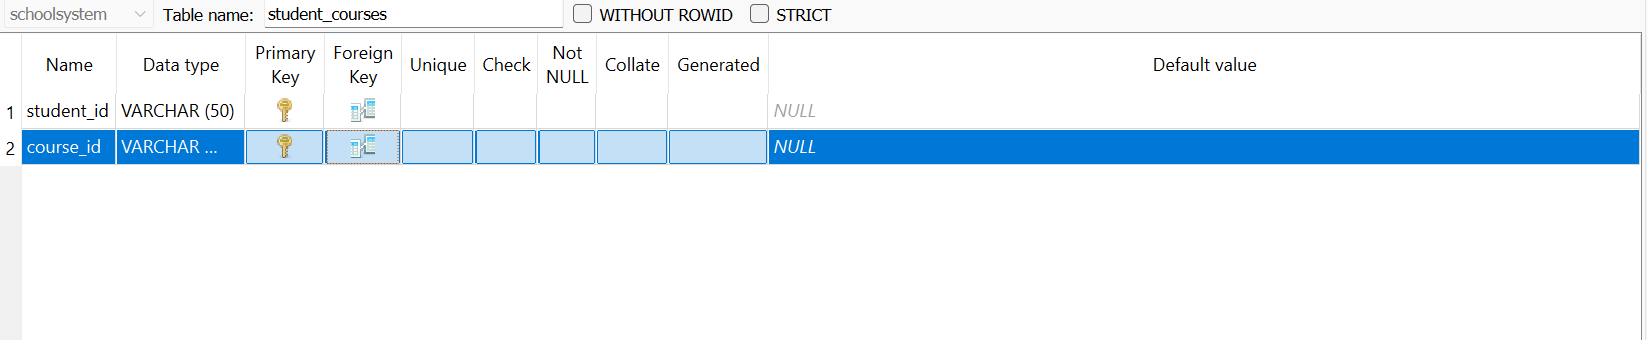 schoolsystem Table name: student_courses WITHOUT ROWID STRICT
Name Data type Primary Key Foreign Key Unique Check Not NULL Collate Generated Default value
1 student_id VARCHAR (50) NULL
2 course_id VARCHAR ... NULL